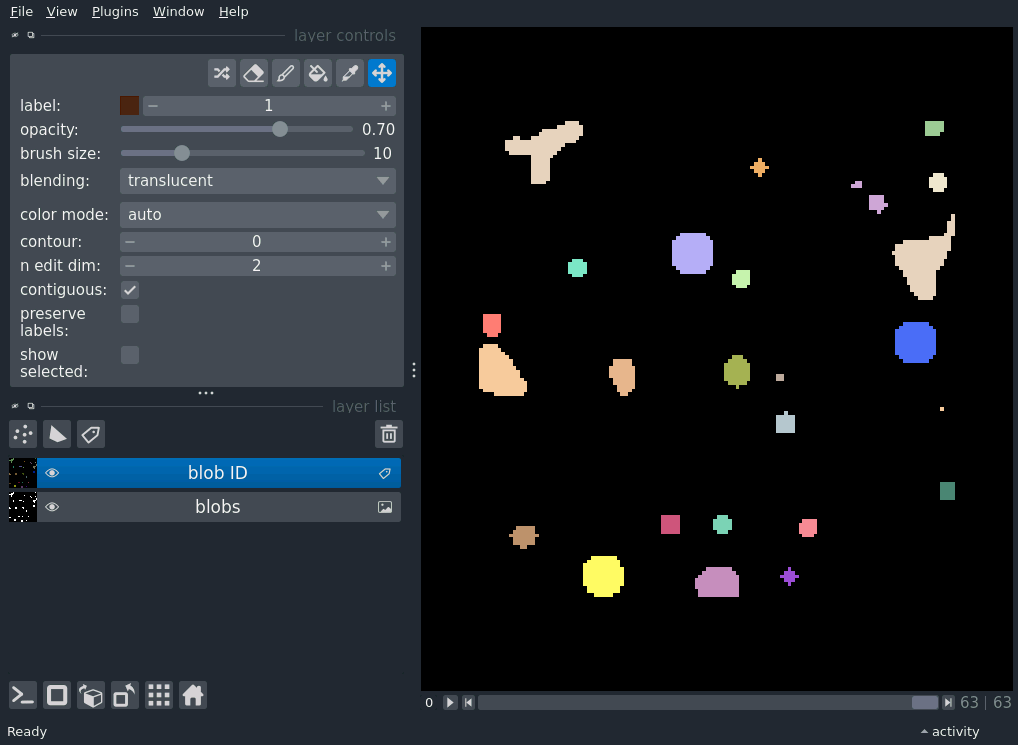 File View Plugins Window Help
layer controls
label: 1
opacity: 0.70
brush size: 10
blending: translucent
color mode: auto
contour: 0
n edit dim: 2
contiguous:
preserve
labels:
show
selected:
layer list
blob ID
blobs
0 63 | 63
Ready activity